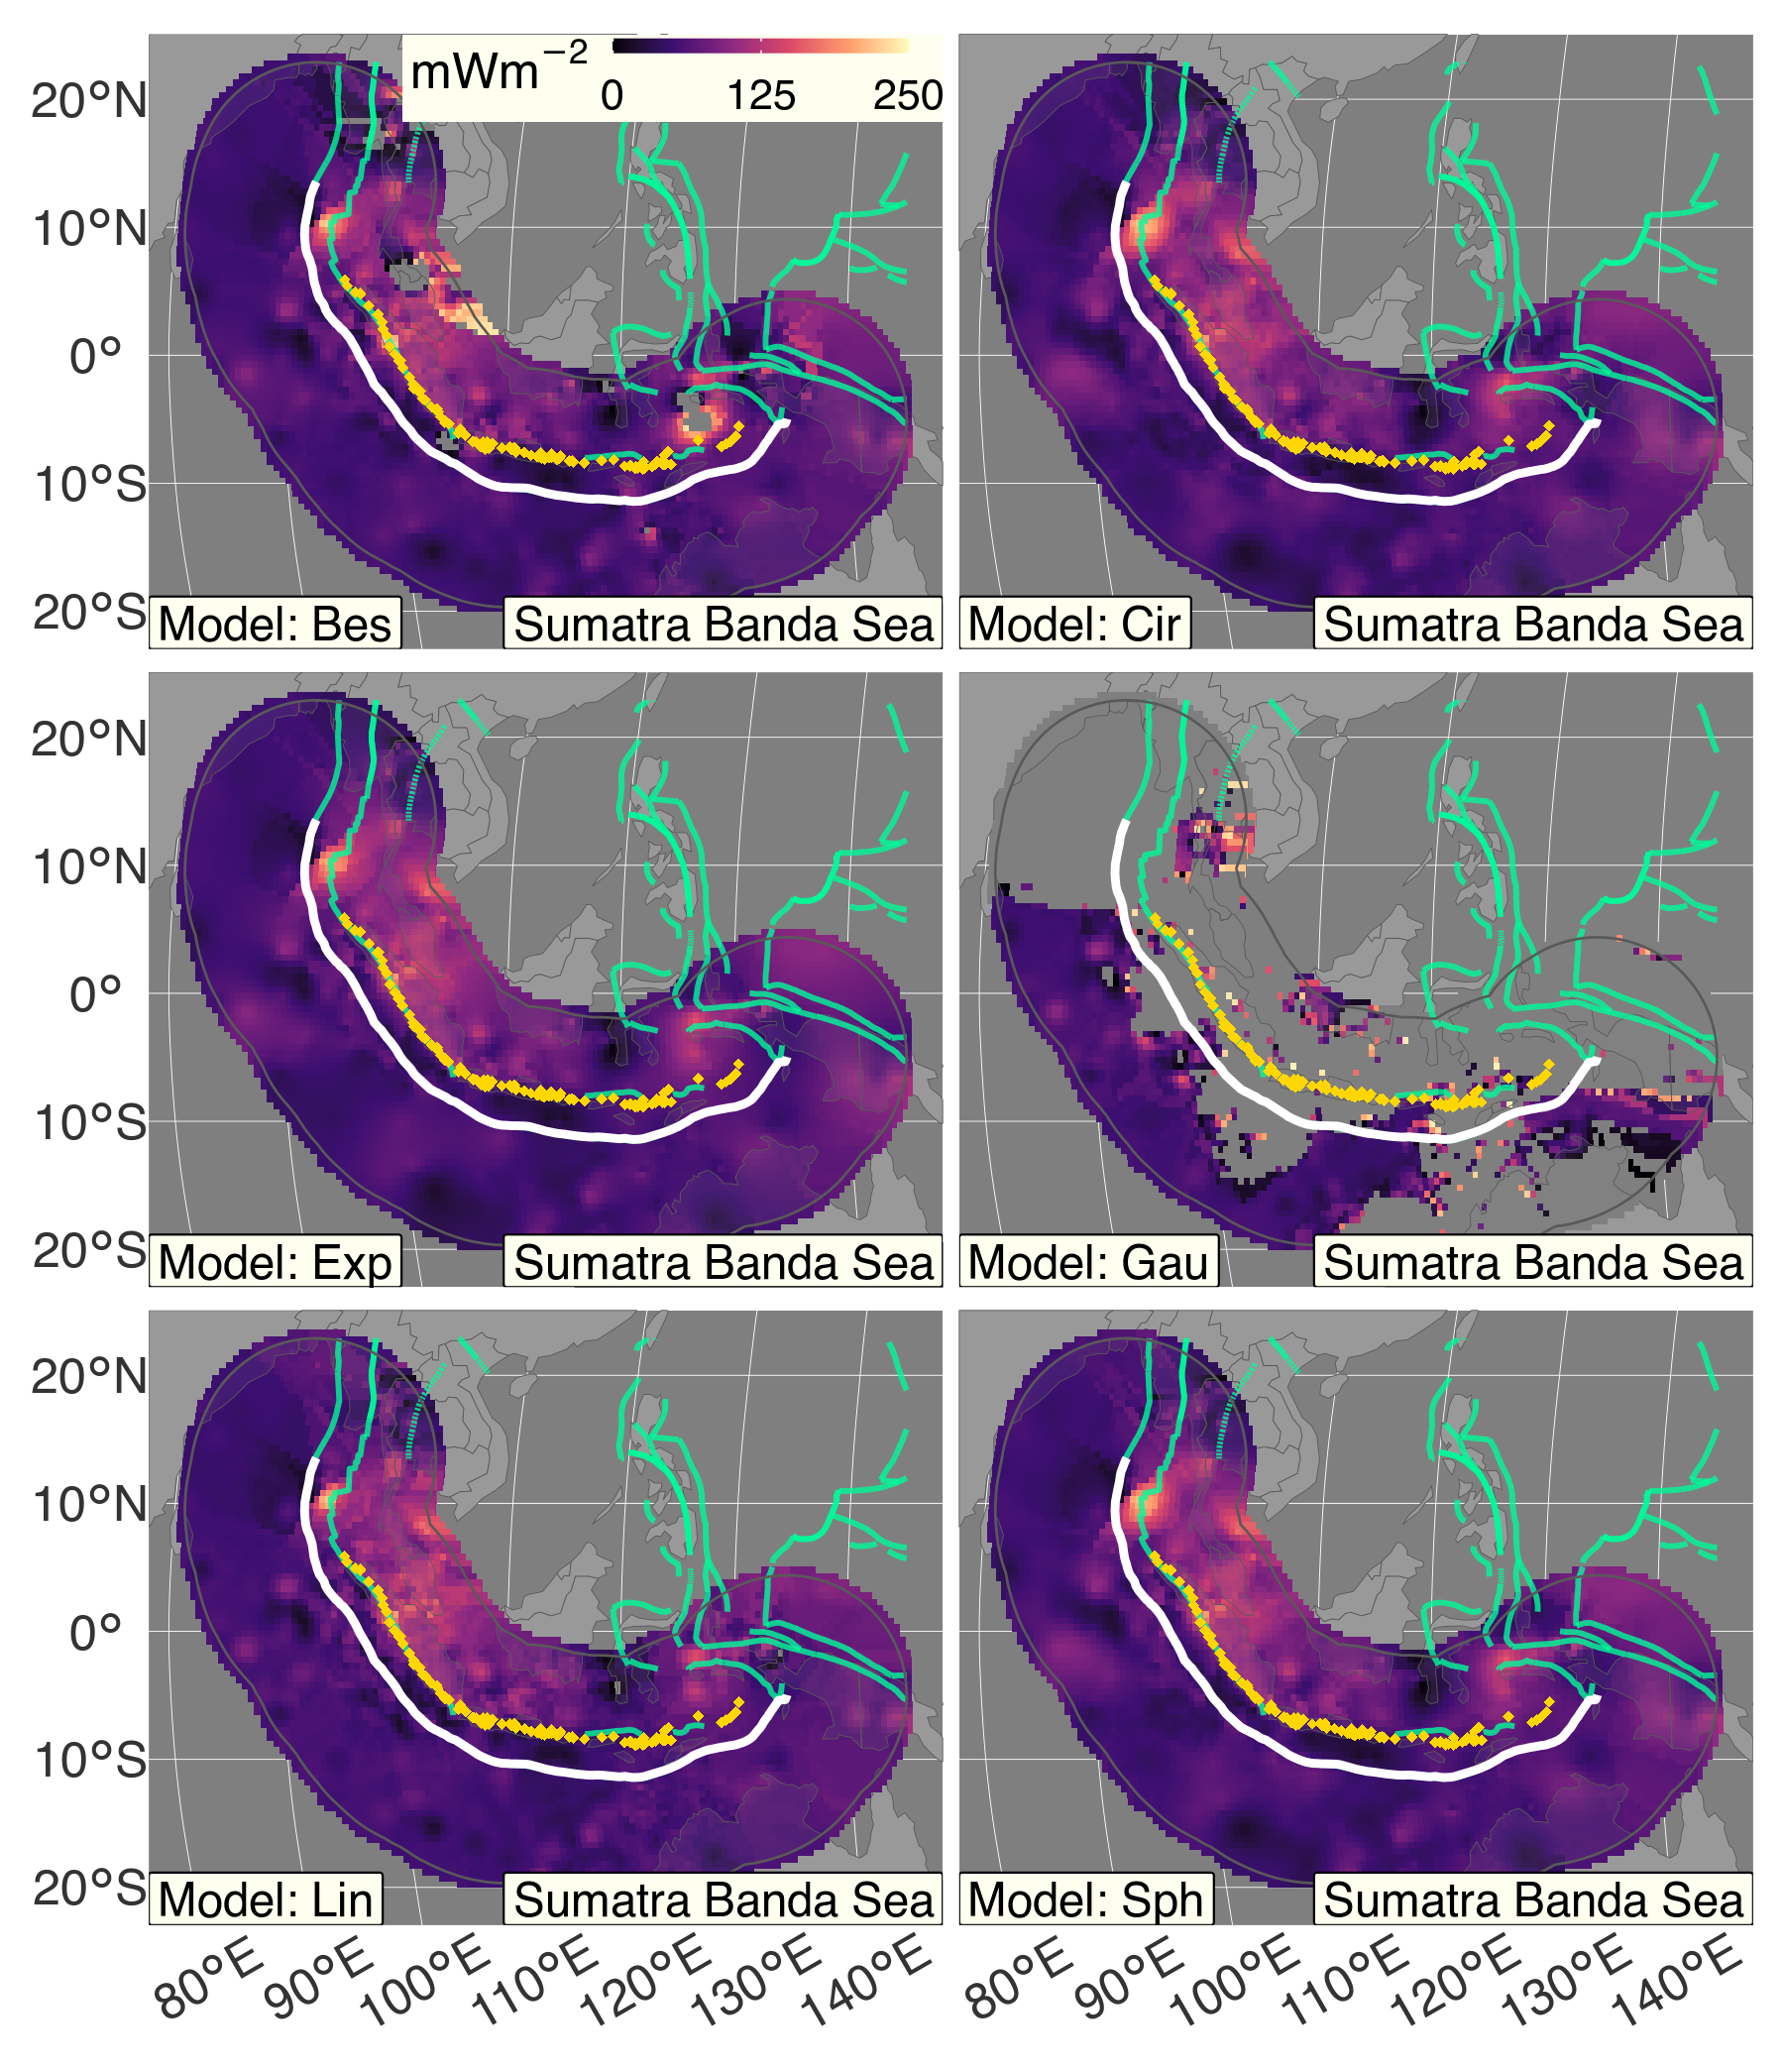 mWm⁻²
0 125 250
20°N
10°N
0°
10°S
20°S
Model: Bes
Sumatra Banda Sea
Model: Cir
Sumatra Banda Sea
20°N
10°N
0°
10°S
20°S
Model: Exp
Sumatra Banda Sea
Model: Gau
Sumatra Banda Sea
20°N
10°N
0°
10°S
20°S
Model: Lin
Sumatra Banda Sea
Model: Sph
Sumatra Banda Sea
80°E 90°E 100°E 110°E 120°E 130°E 140°E
80°E 90°E 100°E 110°E 120°E 130°E 140°E